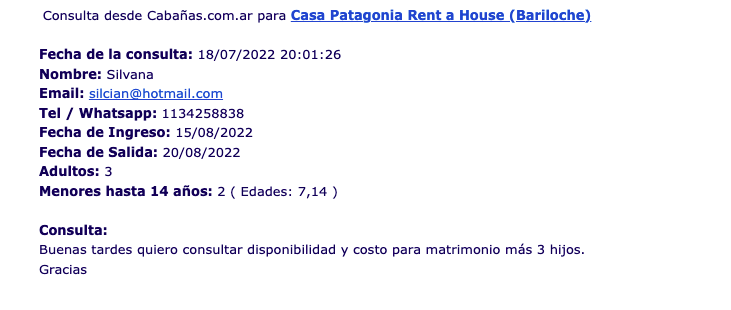 Consulta desde Cabañas.com.ar para Casa Patagonia Rent a House (Bariloche)
Fecha de la consulta: 18/07/2022 20:01:26
Nombre: Silvana
Email: silcian@hotmail.com
Tel / Whatsapp: 1134258838
Fecha de Ingreso: 15/08/2022
Fecha de Salida: 20/08/2022
Adultos: 3
Menores hasta 14 años: 2 ( Edades: 7,14 )
Consulta:
Buenas tardes quiero consultar disponibilidad y costo para matrimonio más 3 hijos.
Gracias